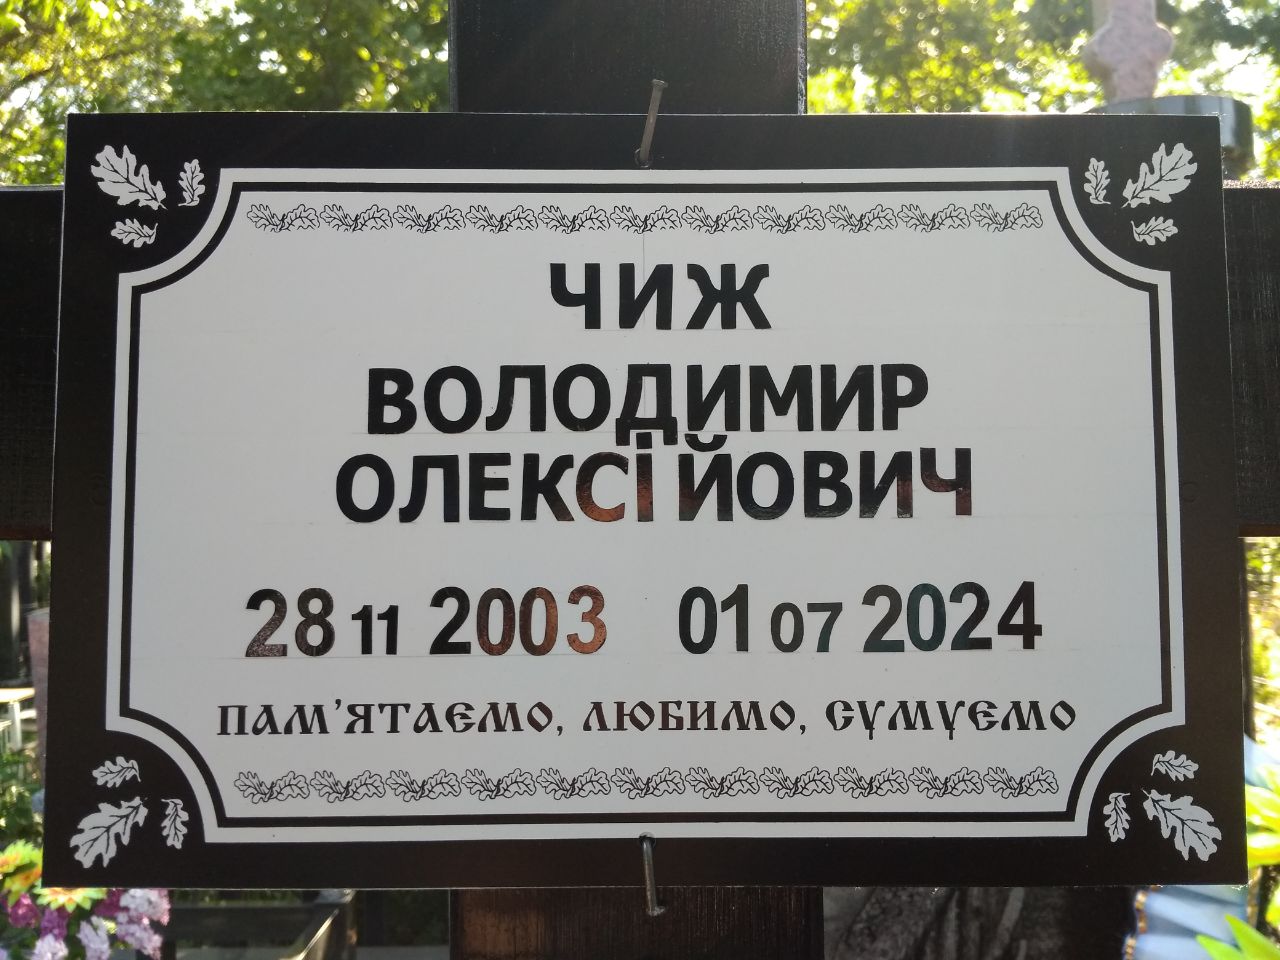 ЧИЖ
ВОЛОДИМИР
ОЛЕКСІЙОВИЧ
28 11 2003 01 07 2024
ПАМ'ЯТАЄМО, ЛЮБИМО, СУМУЄМО